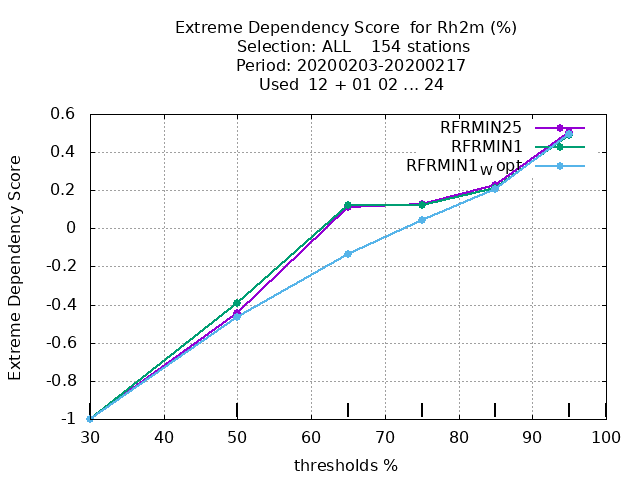 Extreme Dependency Score  for Rh2m (%)
Selection: ALL    154 stations
Period: 20200203-20200217
Used  12 + 01 02 ... 24
Extreme Dependency Score
0.6
0.4
0.2
0
-0.2
-0.4
-0.6
-0.8
-1
RFRMIN25
RFRMIN1
RFRMIN1W opt
30 40 50 60 70 80 90 100
thresholds %